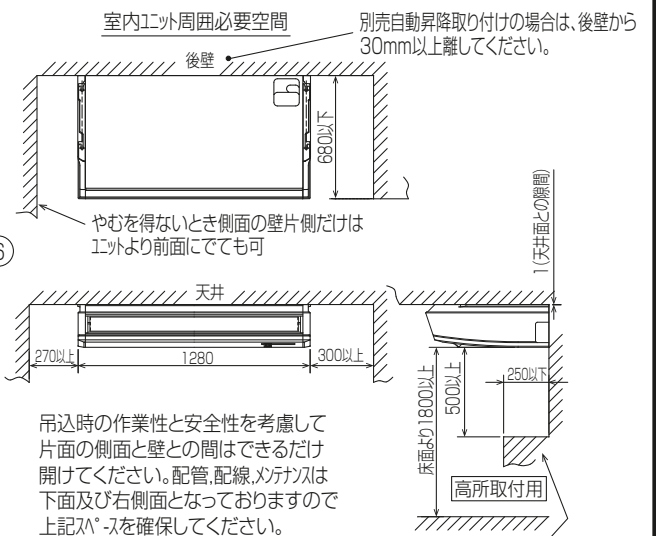 室内ユニット周囲必要空間
別売自動昇降取り付けの場合は、後壁から
30mm以上離してください。
後壁
680以下
やむを得ないとき側面の壁片側だけは
ユニットより前面にでても可
1(天井面との隙間)
天井
270以上
1280
300以上
床面より1800以上
500以上
250以下
高所取付用
吊込時の作業性と安全性を考慮して
片面の側面と壁との間はできるだけ
開けてください。配管,配線,メンテナンスは
下面及び右側面となっておりますので
上記スペースを確保してください。